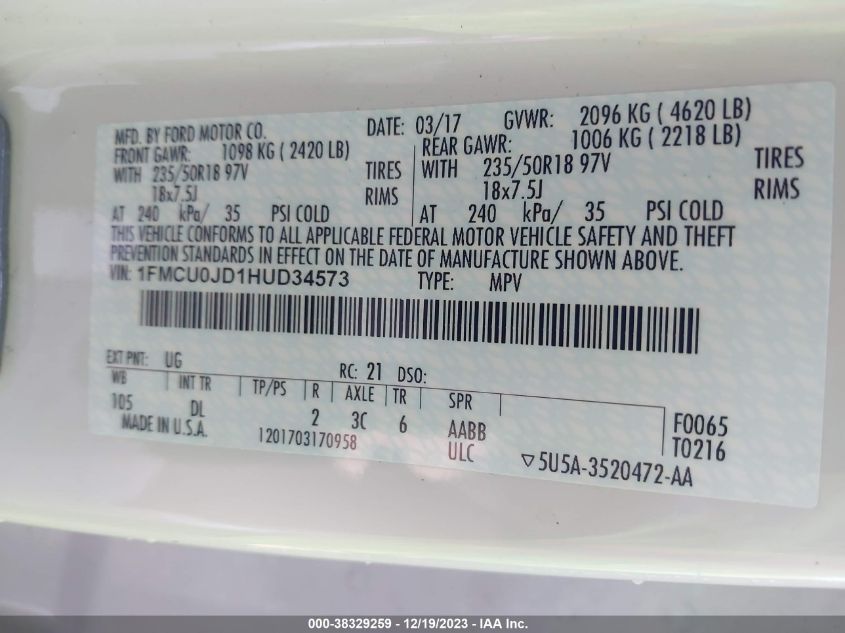 MFD. BY FORD MOTOR CO. DATE: 03/17 GVWR: 2096 KG ( 4620 LB)
FRONT GAWR: 1098 KG ( 2420 LB) REAR GAWR: 1006 KG ( 2218 LB)
WITH 235/50R18 97V TIRES WITH 235/50R18 97V TIRES
18x7.5J RIMS 18x7.5J RIMS
AT 240 kPa/ 35 PSI COLD AT 240 kPa/ 35 PSI COLD
THIS VEHICLE CONFORMS TO ALL APPLICABLE FEDERAL MOTOR VEHICLE SAFETY AND THEFT
PREVENTION STANDARDS IN EFFECT ON THE DATE OF MANUFACTURE SHOWN ABOVE.
VIN: 1FMCU0JD1HUD34573 TYPE: MPV
EXT PNT: UG RC: 21 DSO:
WB INT TR TP/PS R AXLE TR SPR
105 DL 2 3C 6 AABB F0065
MADE IN U.S.A. 1201703170958 ULC ▽5U5A-3520472-AA T0216
000-38329259 - 12/19/2023 - IAA Inc.